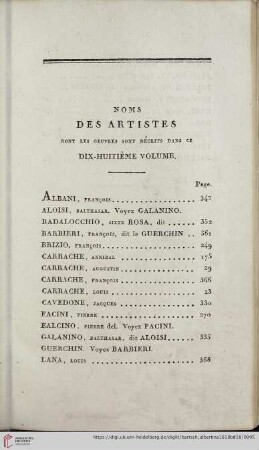 NOMS
DES ARTISTES
DONT LES OEUVRES SONT DÉCRITS DANS CE
DIX-HUITIÈME VOLUME.
Page.
ALBANI, FRANÇOIS, 342
ALOISI, BALTHASAR. Voyez GALANINO.
BADALOCCHIO, SIXTE ROSA, dit 352
BARBIERI, FRANÇOIS, dit le GUERCHIN .. 361
BRIZIO, FRANÇOIS 249
CARRACHE, ANNIBAL 175
CARRACHE, AUGUSTIN 29
CARRACHE, FRANÇOIS 366
CARRACHE, LOUIS 23
CAVEDONE, JACQUES 330
FACINI, PIERRE 270
FALCINO, PIERRE del. Voyez FACINI.
GALANINO, BALTHASAR, dit ALOISI 335
GUERCHIN. Voyez BARBIERI.
LANA, LOUIS 368